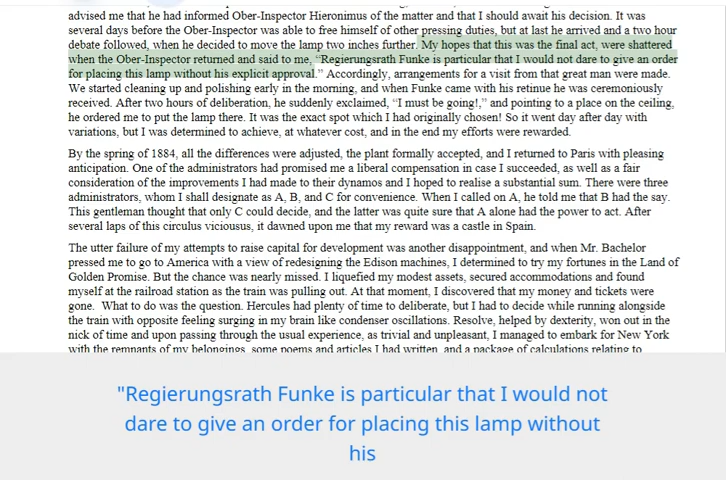 advised me that he had informed Ober-Inspector Hieronimus of the matter and that I should await his decision. It was
several days before the Ober-Inspector was able to free himself of other pressing duties, but at last he arrived and a two hour
debate followed, when he decided to move the lamp two inches further. My hopes that this was the final act, were shattered
when the Ober-Inspector returned and said to me, “Regierungsrath Funke is particular that I would not dare to give an order
for placing this lamp without his explicit approval.” Accordingly, arrangements for a visit from that great man were made.
We started cleaning up and polishing early in the morning, and when Funke came with his retinue he was ceremoniously
received. After two hours of deliberation, he suddenly exclaimed, “I must be going!,” and pointing to a place on the ceiling,
he ordered me to put the lamp there. It was the exact spot which I had originally chosen! So it went day after day with
variations, but I was determined to achieve, at whatever cost, and in the end my efforts were rewarded.
By the spring of 1884, all the differences were adjusted, the plant formally accepted, and I returned to Paris with pleasing
anticipation. One of the administrators had promised me a liberal compensation in case I succeeded, as well as a fair
consideration of the improvements I had made to their dynamos and I hoped to realise a substantial sum. There were three
administrators, whom I shall designate as A, B, and C for convenience. When I called on A, he told me that B had the say.
This gentleman thought that only C could decide, and the latter was quite sure that A alone had the power to act. After
several laps of this circulus viciousus, it dawned upon me that my reward was a castle in Spain.
The utter failure of my attempts to raise capital for development was another disappointment, and when Mr. Bachelor
pressed me to go to America with a view of redesigning the Edison machines, I determined to try my fortunes in the Land of
Golden Promise. But the chance was nearly missed. I liquefied my modest assets, secured accommodations and found
myself at the railroad station as the train was pulling out. At that moment, I discovered that my money and tickets were
gone. What to do was the question. Hercules had plenty of time to deliberate, but I had to decide while running alongside
the train with opposite feeling surging in my brain like condenser oscillations. Resolve, helped by dexterity, won out in the
nick of time and upon passing through the usual experience, as trivial and unpleasant, I managed to embark for New York
with the remnants of my belongings, some poems and articles I had written, and a package of calculations relating to
"Regierungsrath Funke is particular that I would not
dare to give an order for placing this lamp without
his